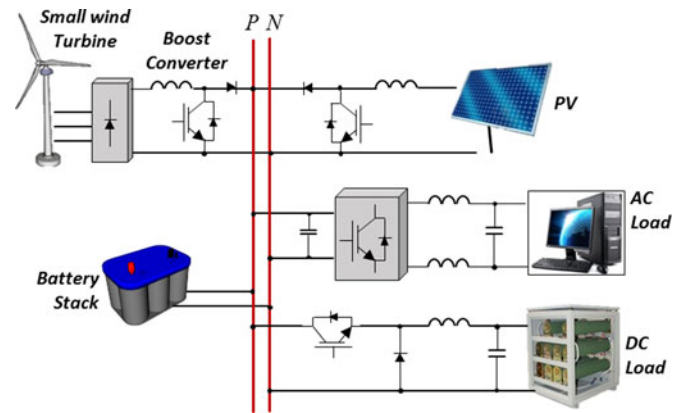 Small wind
Turbine
Boost
Converter
P N
PV
AC
Load
Battery
Stack
DC
Load